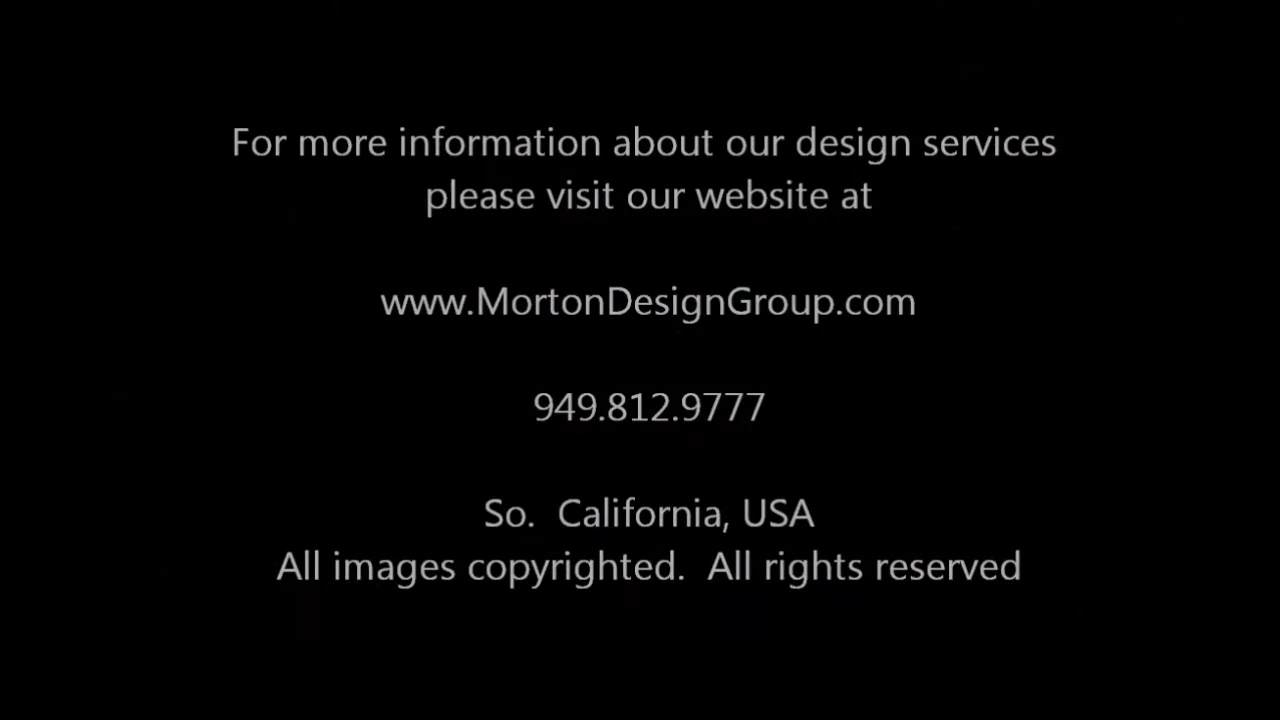 For more information about our design services
please visit our website at
www.MortonDesignGroup.com
949.812.9777
So.  California, USA
All images copyrighted.  All rights reserved